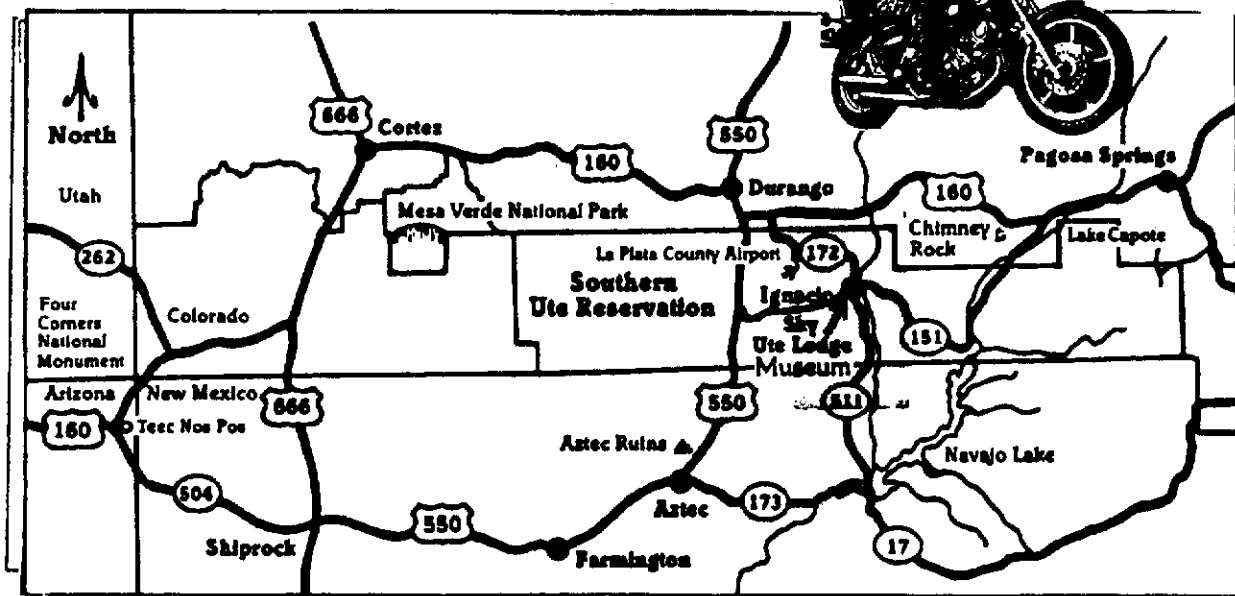 North
Utah
262
Four
Corners
National
Monument
Colorado
Arizona
New Mexico
160
Teec Nos Pos
504
Shiprock
666
Cortez
160
Mesa Verde National Park
550
Durango
Pagosa Springs
160
Chimney
Rock
Lake Capote
La Plata County Airport
172
Southern
Ute Reservation
Ignacio
Sky
Ute Lodge
Museum
151
666
550
511
Aztec Ruins
Navajo Lake
Aztec
173
550
Farmington
17